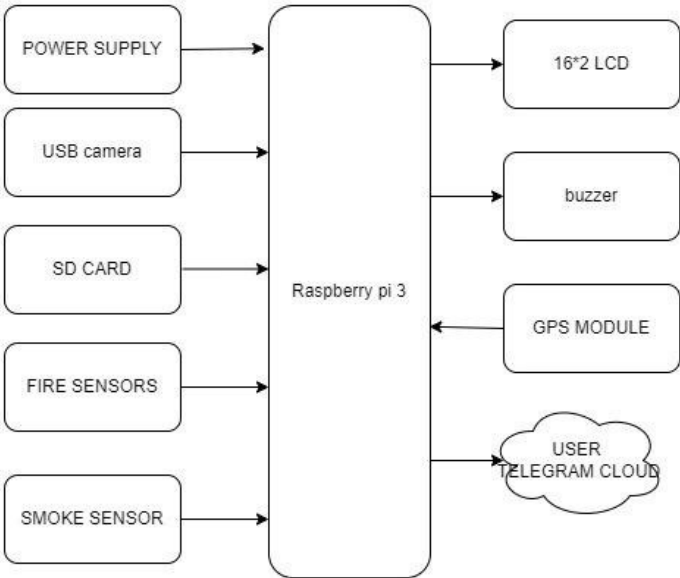 POWER SUPPLY
USB camera
SD CARD
FIRE SENSORS
SMOKE SENSOR
Raspberry pi 3
16*2 LCD
buzzer
GPS MODULE
USER
TELEGRAM CLOUD